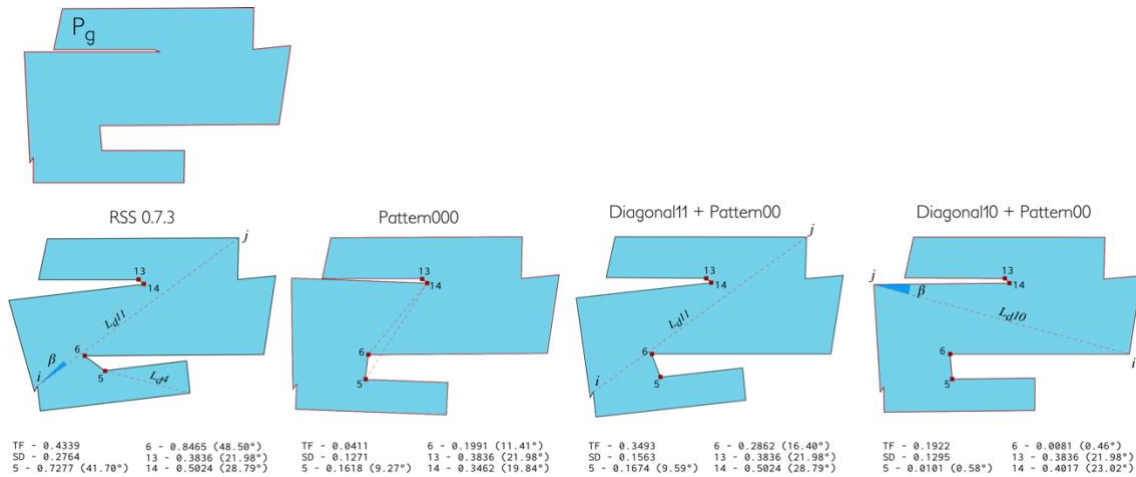 Pg
RSS 0.7.3
Pattern000
Diagonal11 + Pattern00
Diagonal10 + Pattern00
j
13
14
Ld11
6
β
i
5
Ld4
13
14
6
5
j
13
14
Ld11
6
i
5
j
13
14
β
Ld10
6
i
5
TF - 0.4339
SD - 0.2764
5 - 0.7277 (41.70°)
6 - 0.8465 (48.50°)
13 - 0.3836 (21.98°)
14 - 0.5024 (28.79°)
TF - 0.0411
SD - 0.1271
5 - 0.1618 (9.27°)
6 - 0.1991 (11.41°)
13 - 0.3836 (21.98°)
14 - 0.3462 (19.84°)
TF - 0.3493
SD - 0.1563
5 - 0.1674 (9.59°)
6 - 0.2862 (16.40°)
13 - 0.3836 (21.98°)
14 - 0.5024 (28.79°)
TF - 0.1922
SD - 0.1295
5 - 0.0101 (0.58°)
6 - 0.0081 (0.46°)
13 - 0.3836 (21.98°)
14 - 0.4017 (23.02°)